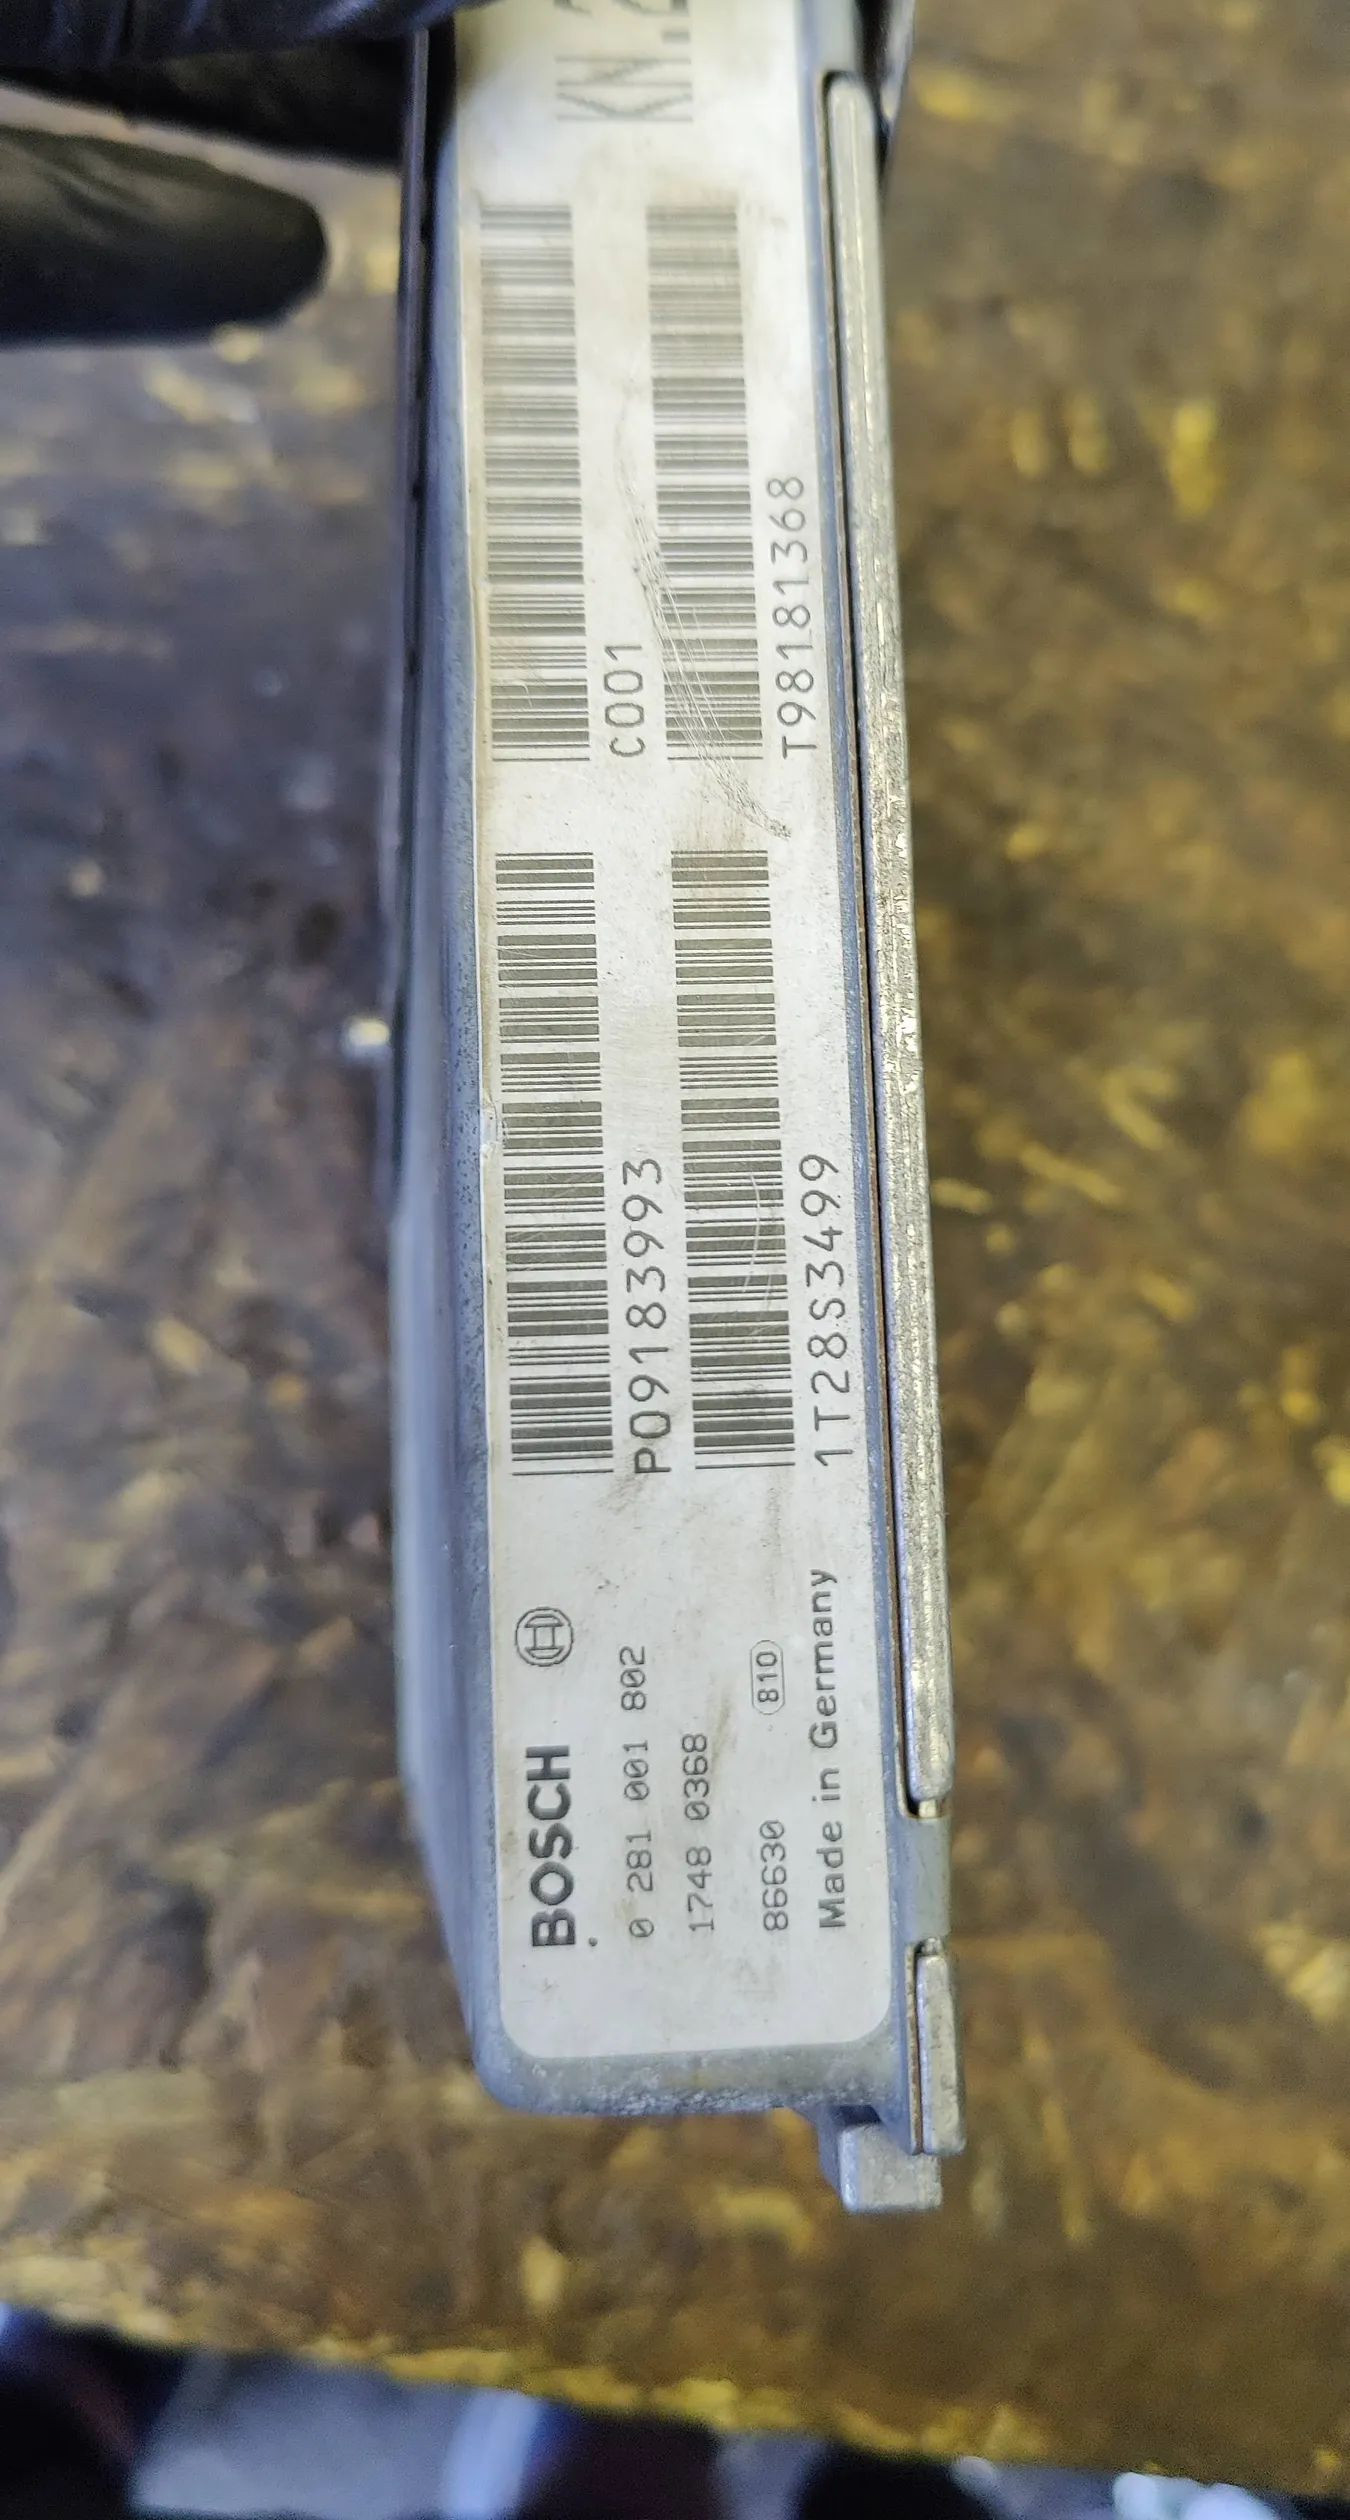 BOSCH
0 281 001 802
1748 0368
86630 810
Made in Germany
P09183993
1T28S3499
C001
T98181368